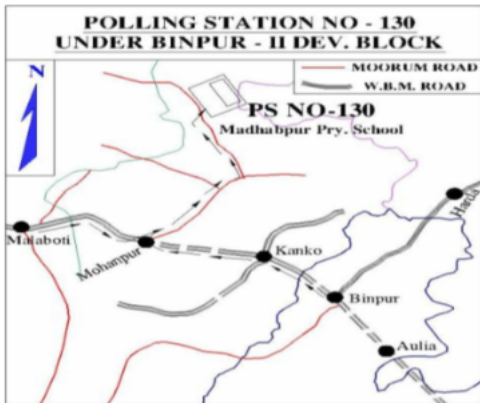 POLLING STATION NO - 130
UNDER BINPUR - II DEV. BLOCK
N
MOORUM ROAD
W.B.M. ROAD
PS NO-130
Madhabpur Pry. School
Harda
Malaboti
Mohanpur
Kanko
Binpur
Aulia